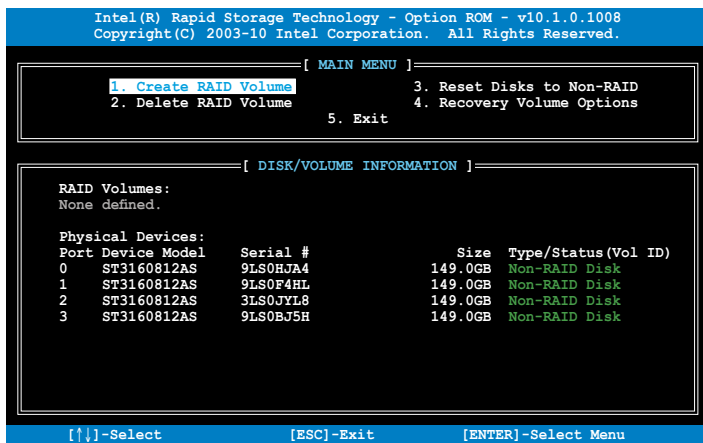 Intel(R) Rapid Storage Technology - Option ROM - v10.1.0.1008
Copyright(C) 2003-10 Intel Corporation. All Rights Reserved.
[ MAIN MENU ]
1. Create RAID Volume 3. Reset Disks to Non-RAID
2. Delete RAID Volume 4. Recovery Volume Options
5. Exit
[ DISK/VOLUME INFORMATION ]
RAID Volumes:
None defined.
Physical Devices:
Port Device Model Serial # Size Type/Status(Vol ID)
0 ST3160812AS 9LS0HJA4 149.0GB Non-RAID Disk
1 ST3160812AS 9LS0F4HL 149.0GB Non-RAID Disk
2 ST3160812AS 3LS0JYL8 149.0GB Non-RAID Disk
3 ST3160812AS 9LS0BJ5H 149.0GB Non-RAID Disk
[↑↓]-Select [ESC]-Exit [ENTER]-Select Menu